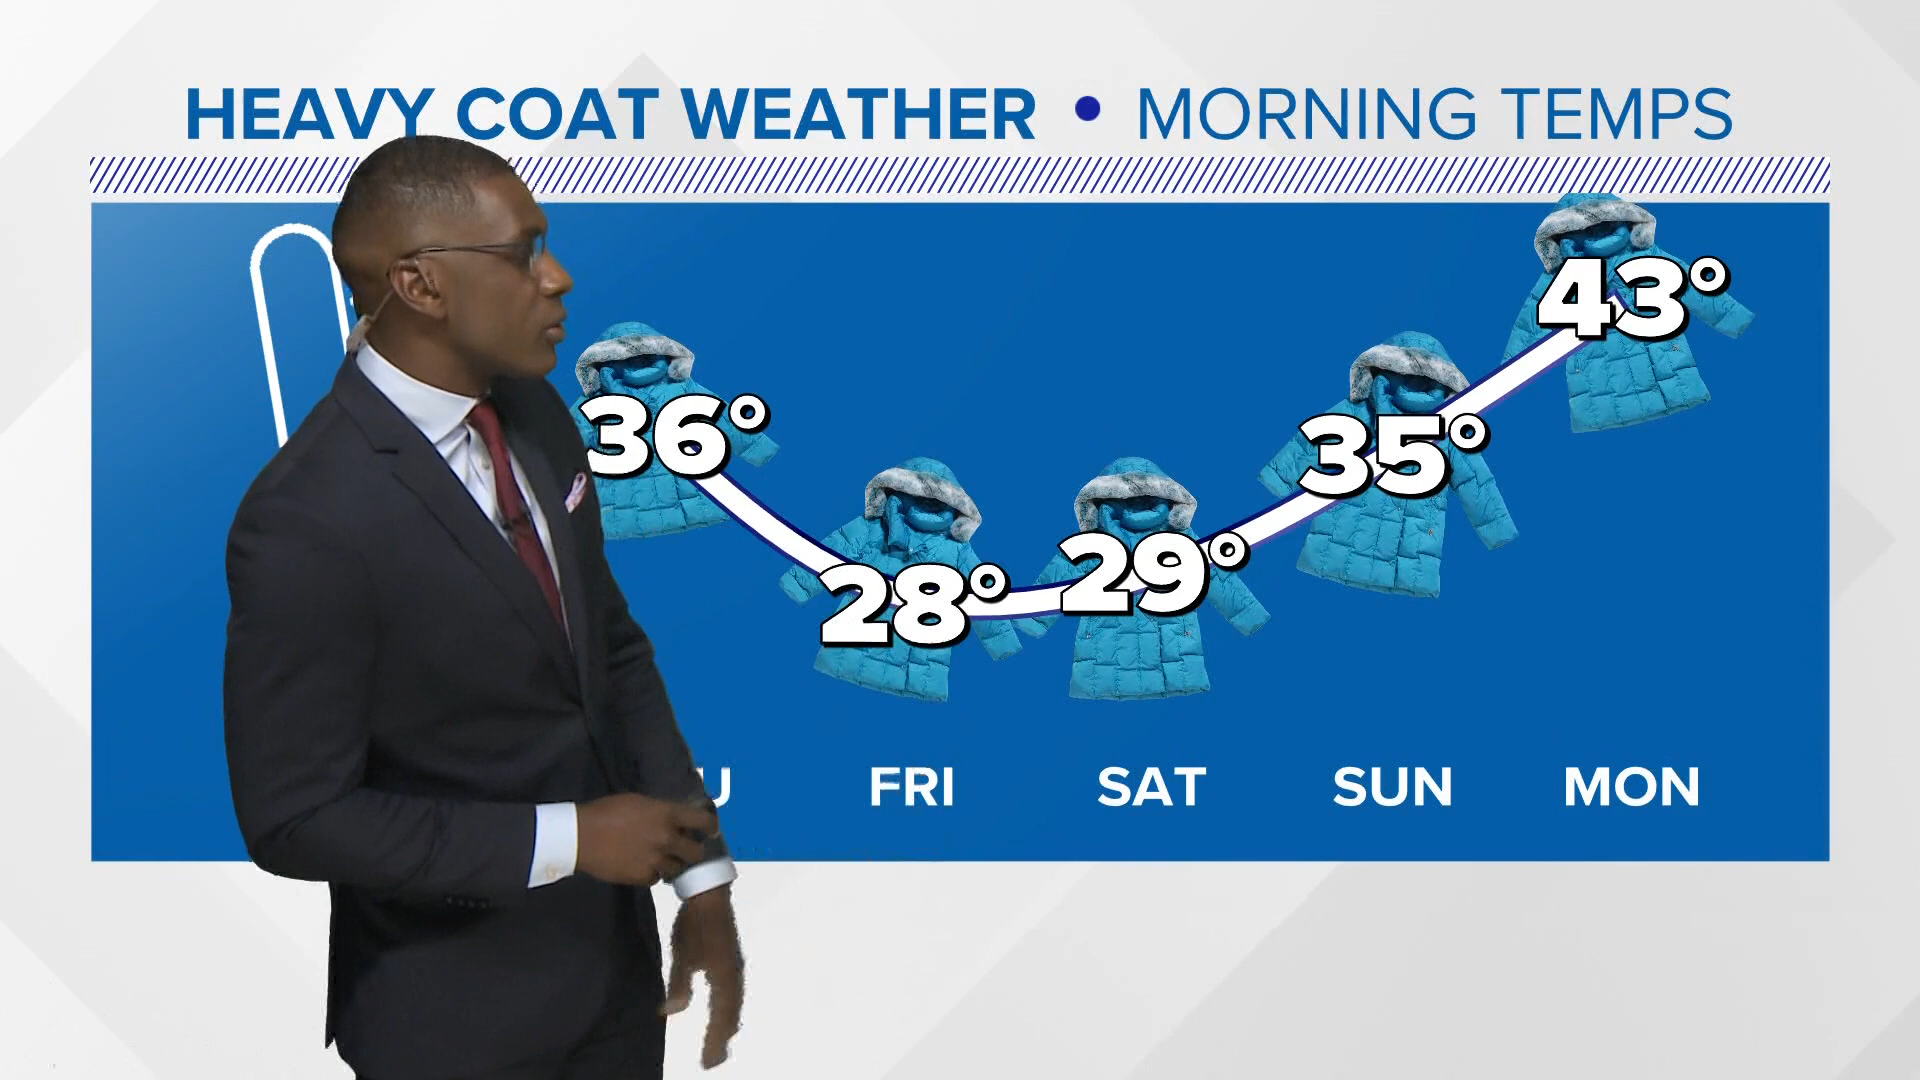 HEAVY COAT WEATHER • MORNING TEMPS
43°
36°
35°
28°
29°
U FRI SAT SUN MON